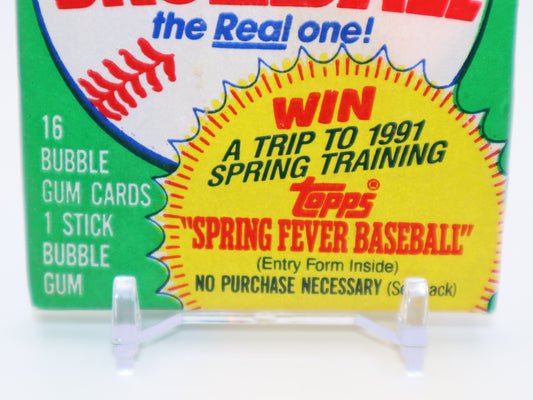 BASEBALL
the Real one!
WIN
A TRIP TO 1991
SPRING TRAINING
Topps®
"SPRING FEVER BASEBALL"
(Entry Form Inside)
NO PURCHASE NECESSARY
16
BUBBLE
GUM CARDS
1 STICK
BUBBLE
GUM